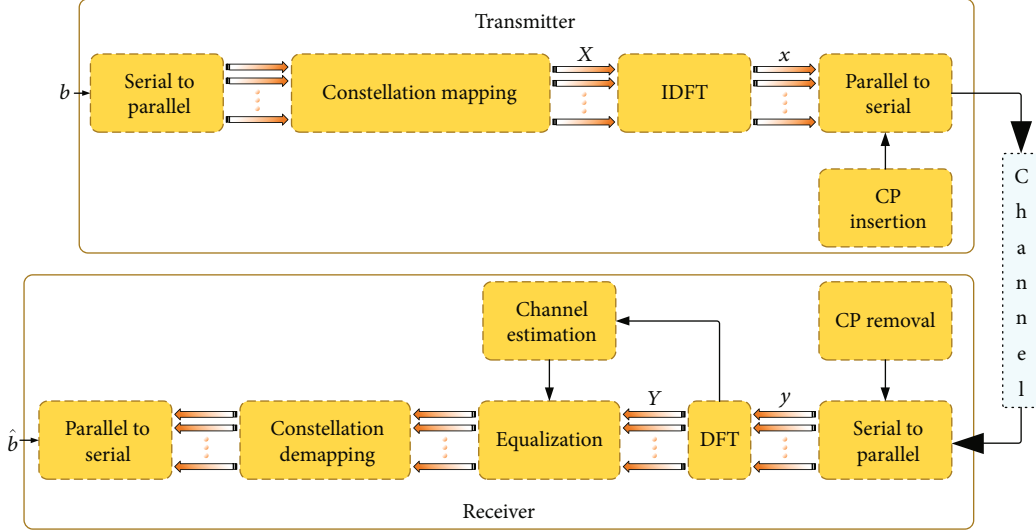 Transmitter
b
Serial to
parallel
Constellation mapping
X
IDFT
x
Parallel to
serial
CP
insertion
Channel
Channel
estimation
CP removal
b̂
Parallel to
serial
Constellation
demapping
Equalization
Y
DFT
y
Serial to
parallel
Receiver